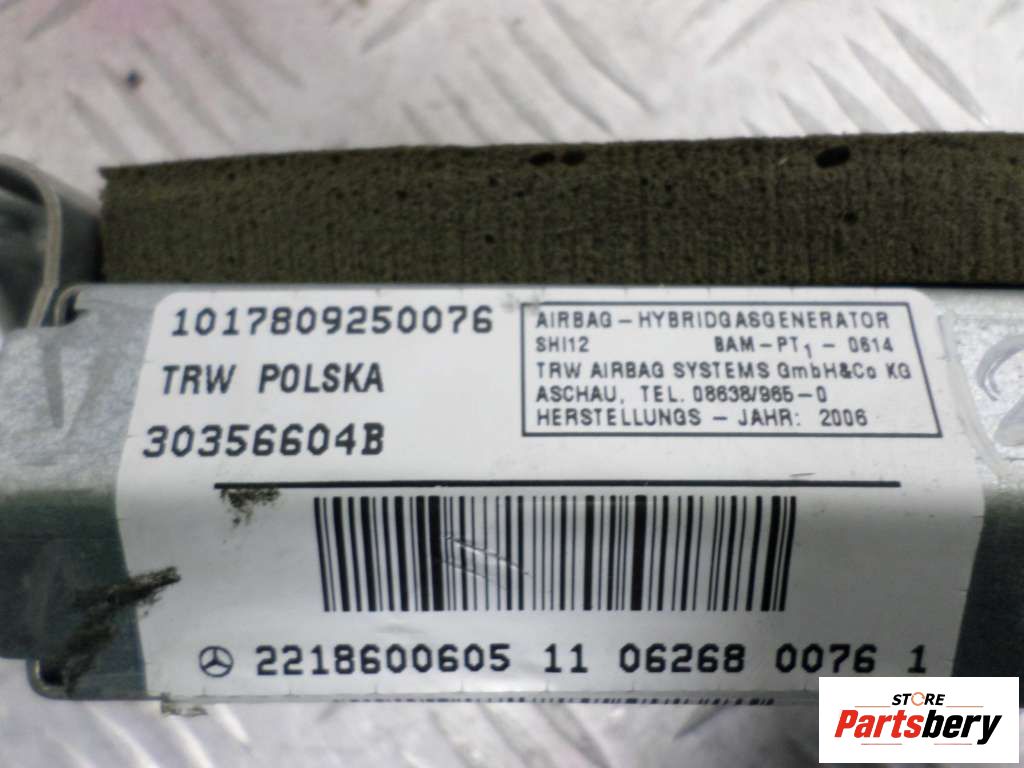 1017809250076
TRW POLSKA
30356604B
AIRBAG – HYBRIDGASGENERATOR
SHI12 BAM – PT1 – 0614
TRW AIRBAG SYSTEMS GmbH&Co KG
ASCHAU, TEL. 08638/965–0
HERSTELLUNGS – JAHR: 2006
2218600605 11 06268 0076 1
STORE
Partsbery